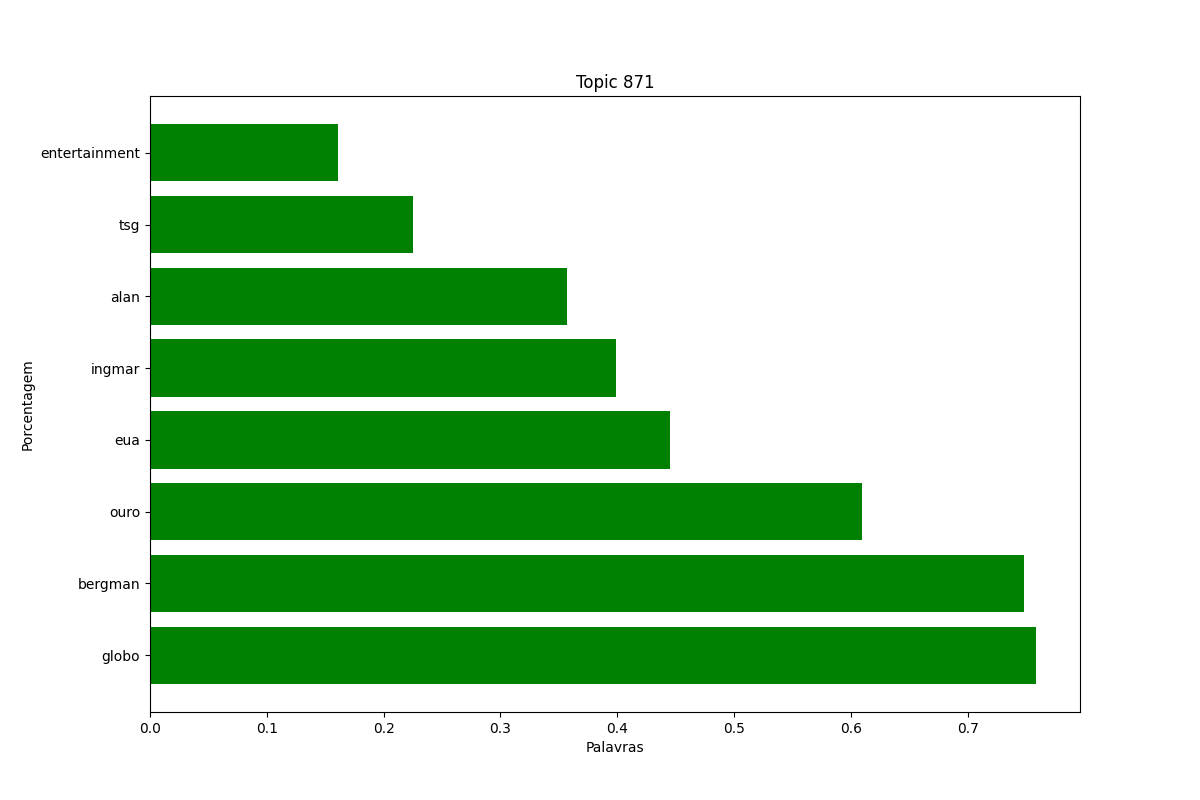 Topic 871
entertainment
tsg
alan
ingmar
eua
ouro
bergman
globo
Porcentagem
0.0 0.1 0.2 0.3 0.4 0.5 0.6 0.7
Palavras